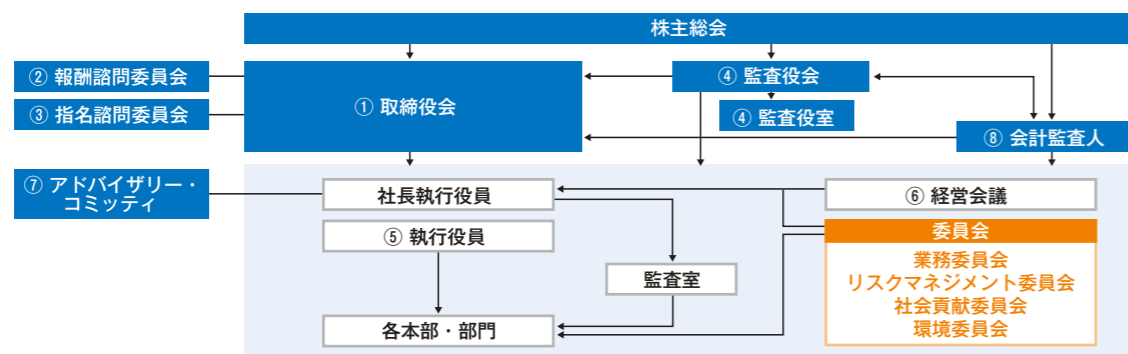 株主総会
② 報酬諮問委員会
③ 指名諮問委員会
① 取締役会
④ 監査役会
④ 監査役室
⑧ 会計監査人
⑦ アドバイザリー・
コミッティ
社長執行役員
⑥ 経営会議
⑤ 執行役員
委員会
業務委員会
リスクマネジメント委員会
社会貢献委員会
環境委員会
監査室
各本部・部門